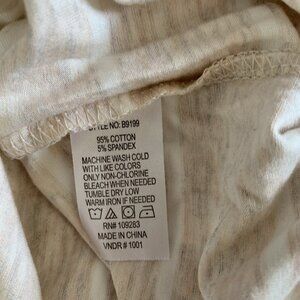 STYLE NO: B9199
95% COTTON
5% SPANDEX
MACHINE WASH COLD
WITH LIKE COLORS
ONLY NON-CHLORINE
BLEACH WHEN NEEDED
TUMBLE DRY LOW
WARM IRON IF NEEDED
RN# 109283
MADE IN CHINA
VNDR # 1001